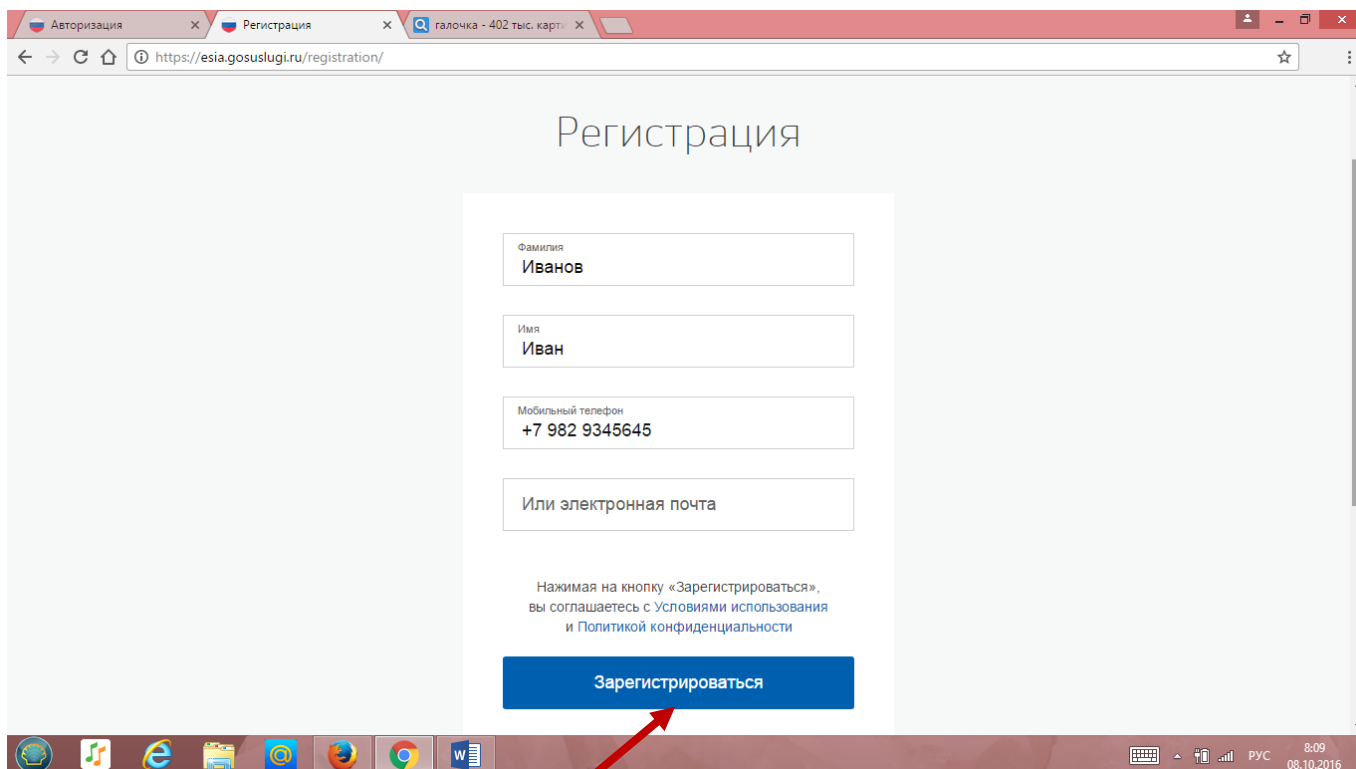 Авторизация
Регистрация
галочка - 402 тыс. карти
https://esia.gosuslugi.ru/registration/
Регистрация
Фамилия
Иванов
Имя
Иван
Мобильный телефон
+7 982 9345645
Или электронная почта
Нажимая на кнопку «Зарегистрироваться»,
вы соглашаетесь с Условиями использования
и Политикой конфиденциальности
Зарегистрироваться
РУС
8:09
08.10.2016